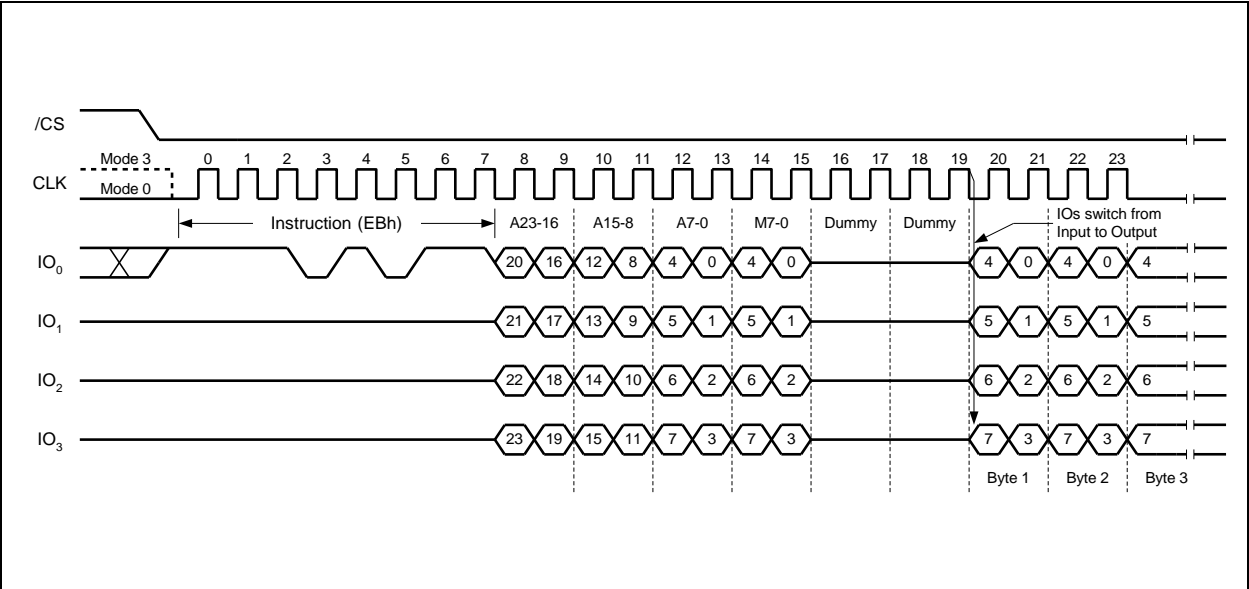 /CS
Mode 3 0 1 2 3 4 5 6 7 8 9 10 11 12 13 14 15 16 17 18 19 20 21 22 23
CLK
Mode 0
Instruction (EBh) A23-16 A15-8 A7-0 M7-0 Dummy Dummy
IOs switch from
Input to Output
IO0 20 16 12 8 4 0 4 0 4 0 4 0 4
IO1 21 17 13 9 5 1 5 1 5 1 5 1 5
IO2 22 18 14 10 6 2 6 2 6 2 6 2 6
IO3 23 19 15 11 7 3 7 3 7 3 7 3 7
Byte 1 Byte 2 Byte 3